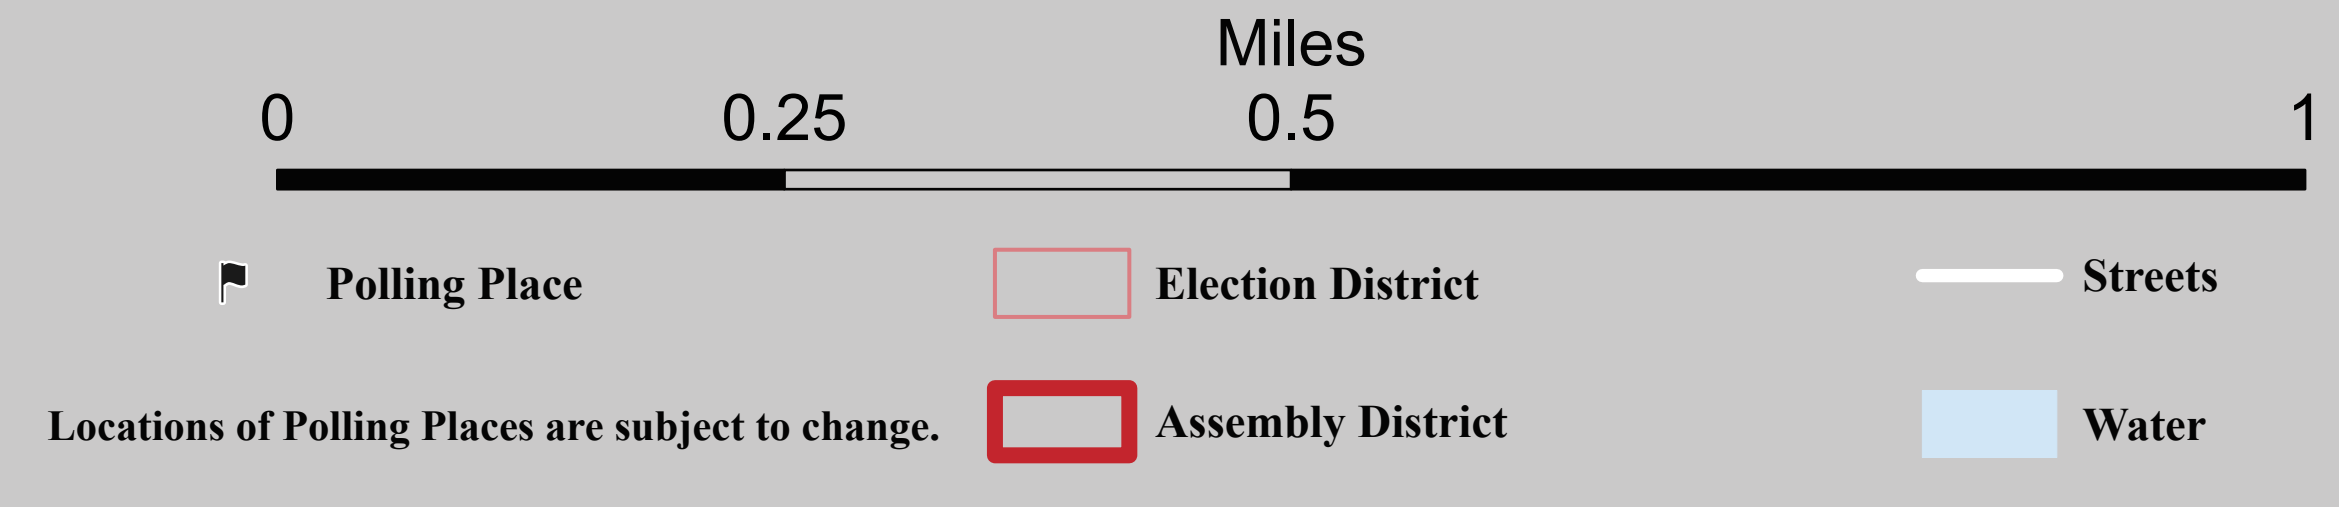 Miles
0 0.25 0.5 1
Polling Place Election District Streets
Locations of Polling Places are subject to change. Assembly District Water